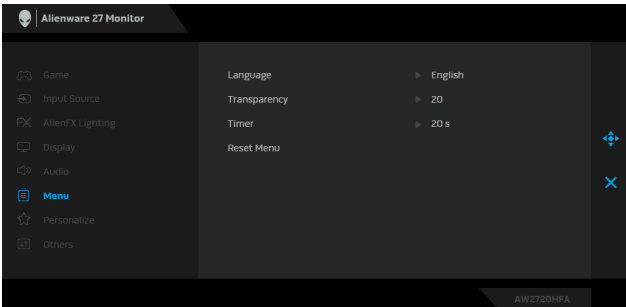 Alienware 27 Monitor
Game
Language English
Input Source
Transparency 20
FX AlienFX Lighting
Timer 20 s
Display
Reset Menu
Audio
Menu
Personalize
Others
AW2720HFA